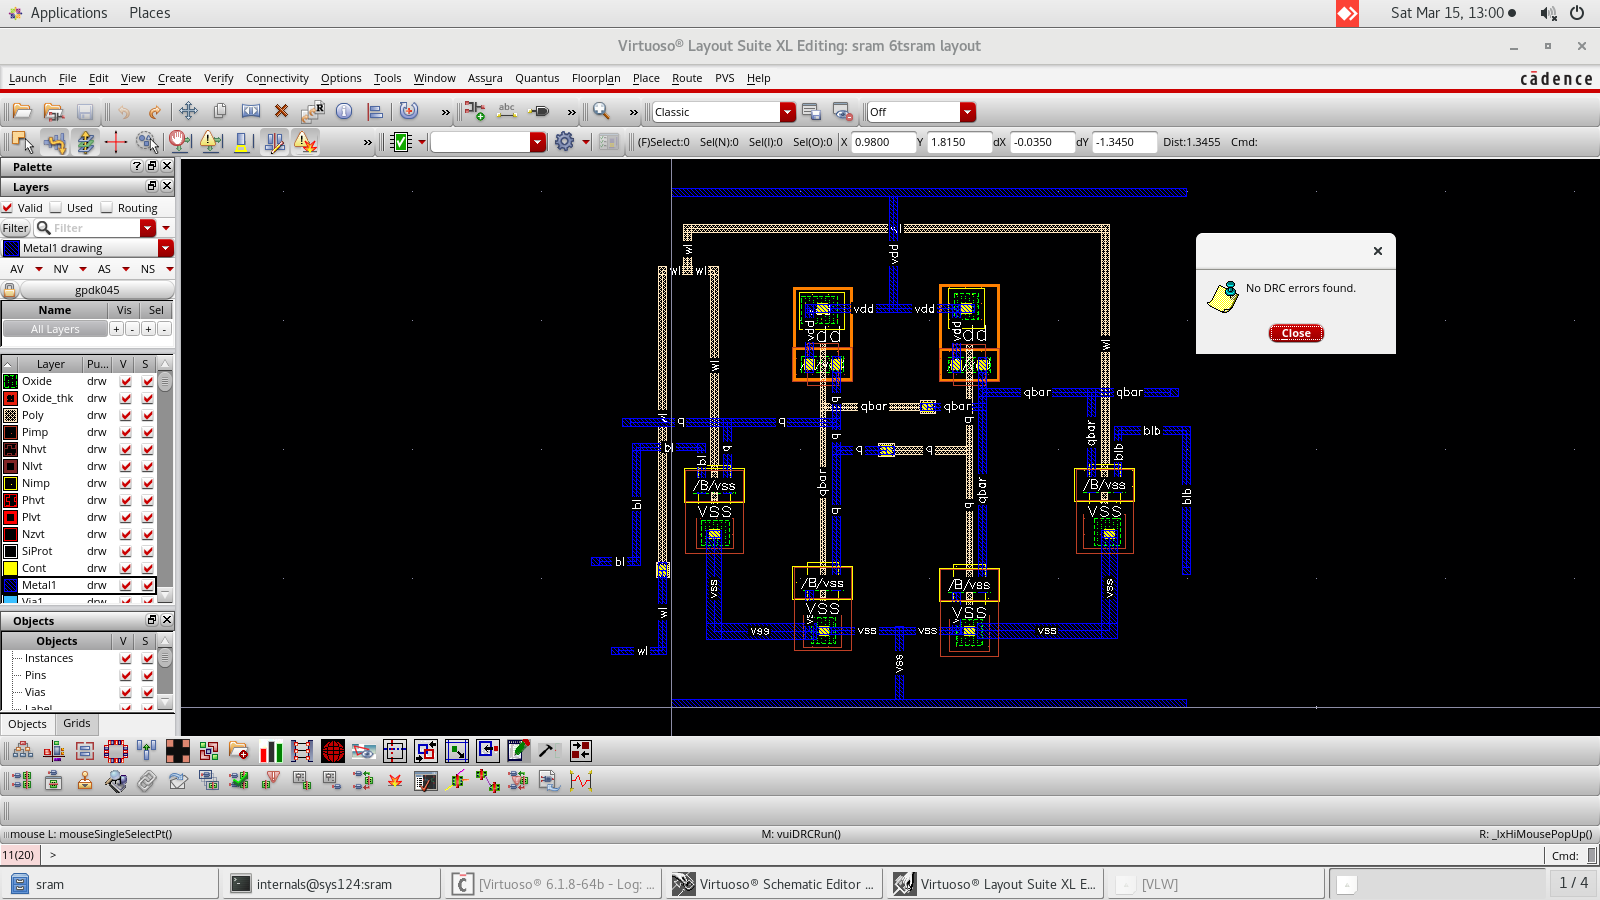 Applications Places Sat Mar 15, 13:00
Virtuoso® Layout Suite XL Editing: sram 6tsram layout
Launch File Edit View Create Verify Connectivity Options Tools Window Assura Quantus Floorplan Place Route PVS Help cādence
abc » » » Classic Off
» (F)Select:0 Sel(N):0 Sel(I):0 Sel(O):0 X 0.9800 Y 1.8150 dX -0.0350 dY -1.3450 Dist:1.3455 Cmd:
Palette
Layers
Valid Used Routing
Filter Filter
Metal1 drawing
AV NV AS NS
gpdk045
Name Vis Sel
All Layers + - + -
Layer Pu... V S
Oxide drw
Oxide_thk drw
Poly drw
Pimp drw
Nhvt drw
Nlvt drw
Nimp drw
Phvt drw
Plvt drw
Nzvt drw
SiProt drw
Cont drw
Metal1 drw
Via1 drw
Objects
Objects V S
Instances
Pins
Vias
Label
Objects Grids
wl
vdd
wl wl
vdd vdd
vdd vdd
vdd
wl wl
qbar qbar
qbar qbar
q q q q
qbar blb
q q
bl bl q blb
/B/vss /B/vss
vss vss
qbar q q qbar
bl blb
bl
/B/vss /B/vss
vss vss
vss vss
wl
vss vss vss vss
wl
vss
No DRC errors found.
Close
mouse L: mouseSingleSelectPt() M: vuiDRCRun() R: _lxHiMousePopUp()
11(20) > Cmd:
sram internals@sys124:sram [Virtuoso® 6.1.8-64b - Log: ... Virtuoso® Schematic Editor ... Virtuoso® Layout Suite XL E... [VLW] 1 / 4